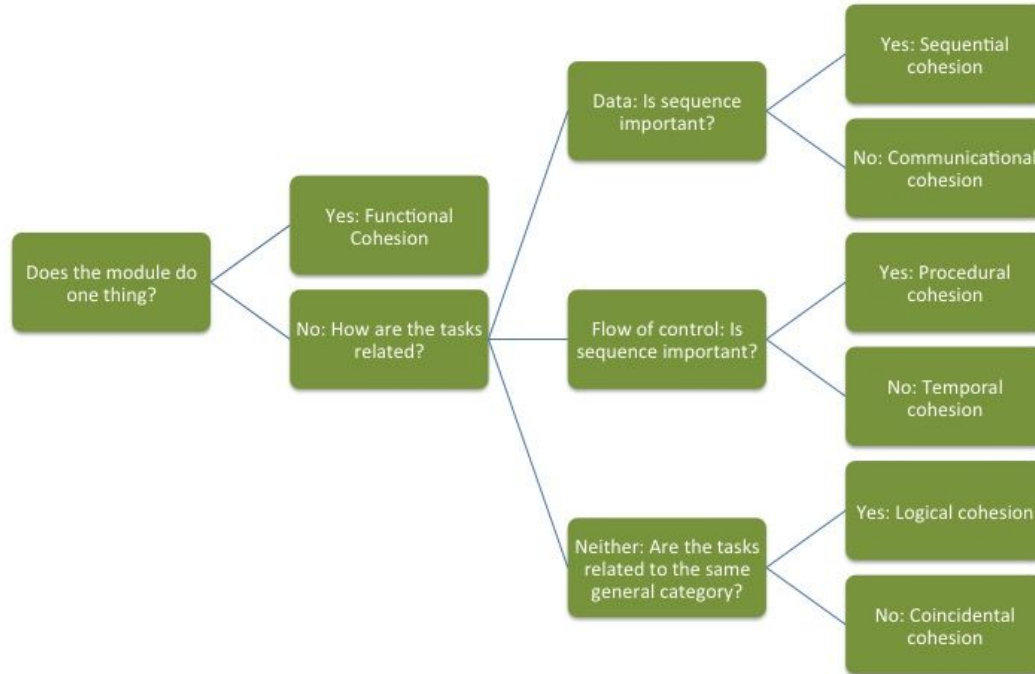 Does the module do
one thing?
Yes: Functional
Cohesion
No: How are the tasks
related?
Data: Is sequence
important?
Yes: Sequential
cohesion
No: Communicational
cohesion
Flow of control: Is
sequence important?
Yes: Procedural
cohesion
No: Temporal
cohesion
Neither: Are the tasks
related to the same
general category?
Yes: Logical cohesion
No: Coincidental
cohesion